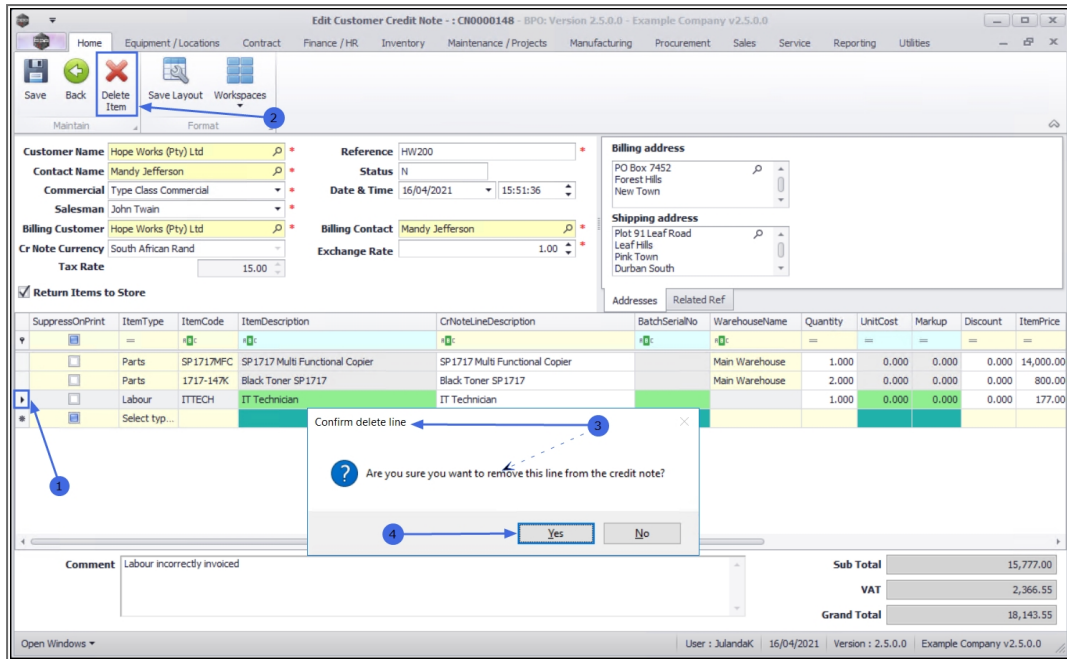 Edit Customer Credit Note - : CN0000148 - BPO: Version 2.5.0.0 - Example Company v2.5.0.0
Home Equipment / Locations Contract Finance / HR Inventory Maintenance / Projects Manufacturing Procurement Sales Service Reporting Utilities
Save Back Delete Item Save Layout Workspaces
2
Maintain Format
Customer Name Hope Works (Pty) Ltd * Reference HW200 *
Contact Name Mandy Jefferson * Status N
Commercial Type Class Commercial * Date & Time 16/04/2021 15:51:36
Salesman John Twain *
Billing Customer Hope Works (Pty) Ltd * Billing Contact Mandy Jefferson *
Cr Note Currency South African Rand Exchange Rate 1.00 *
Tax Rate 15.00
Return Items to Store
Billing address
PO Box 7452
Forest Hills
New Town
Shipping address
Plot 91 Leaf Road
Leaf Hills
Pink Town
Durban South
Addresses Related Ref
SuppressOnPrint ItemType ItemCode ItemDescription CrNoteLineDescription BatchSerialNo WarehouseName Quantity UnitCost Markup Discount ItemPrice
Parts SP1717MFC SP1717 Multi Functional Copier SP1717 Multi Functional Copier Main Warehouse 1.000 0.000 0.000 0.000 14,000.00
Parts 1717-147K Black Toner SP1717 Black Toner SP1717 Main Warehouse 2.000 0.000 0.000 0.000 800.00
Labour ITTECH IT Technician IT Technician 1.000 0.000 0.000 0.000 177.00
Select typ...
1
Confirm delete line
3
Are you sure you want to remove this line from the credit note?
4
Yes No
Comment Labour incorrectly invoiced
Sub Total 15,777.00
VAT 2,366.55
Grand Total 18,143.55
Open Windows User : JulandaK 16/04/2021 Version : 2.5.0.0 Example Company v2.5.0.0